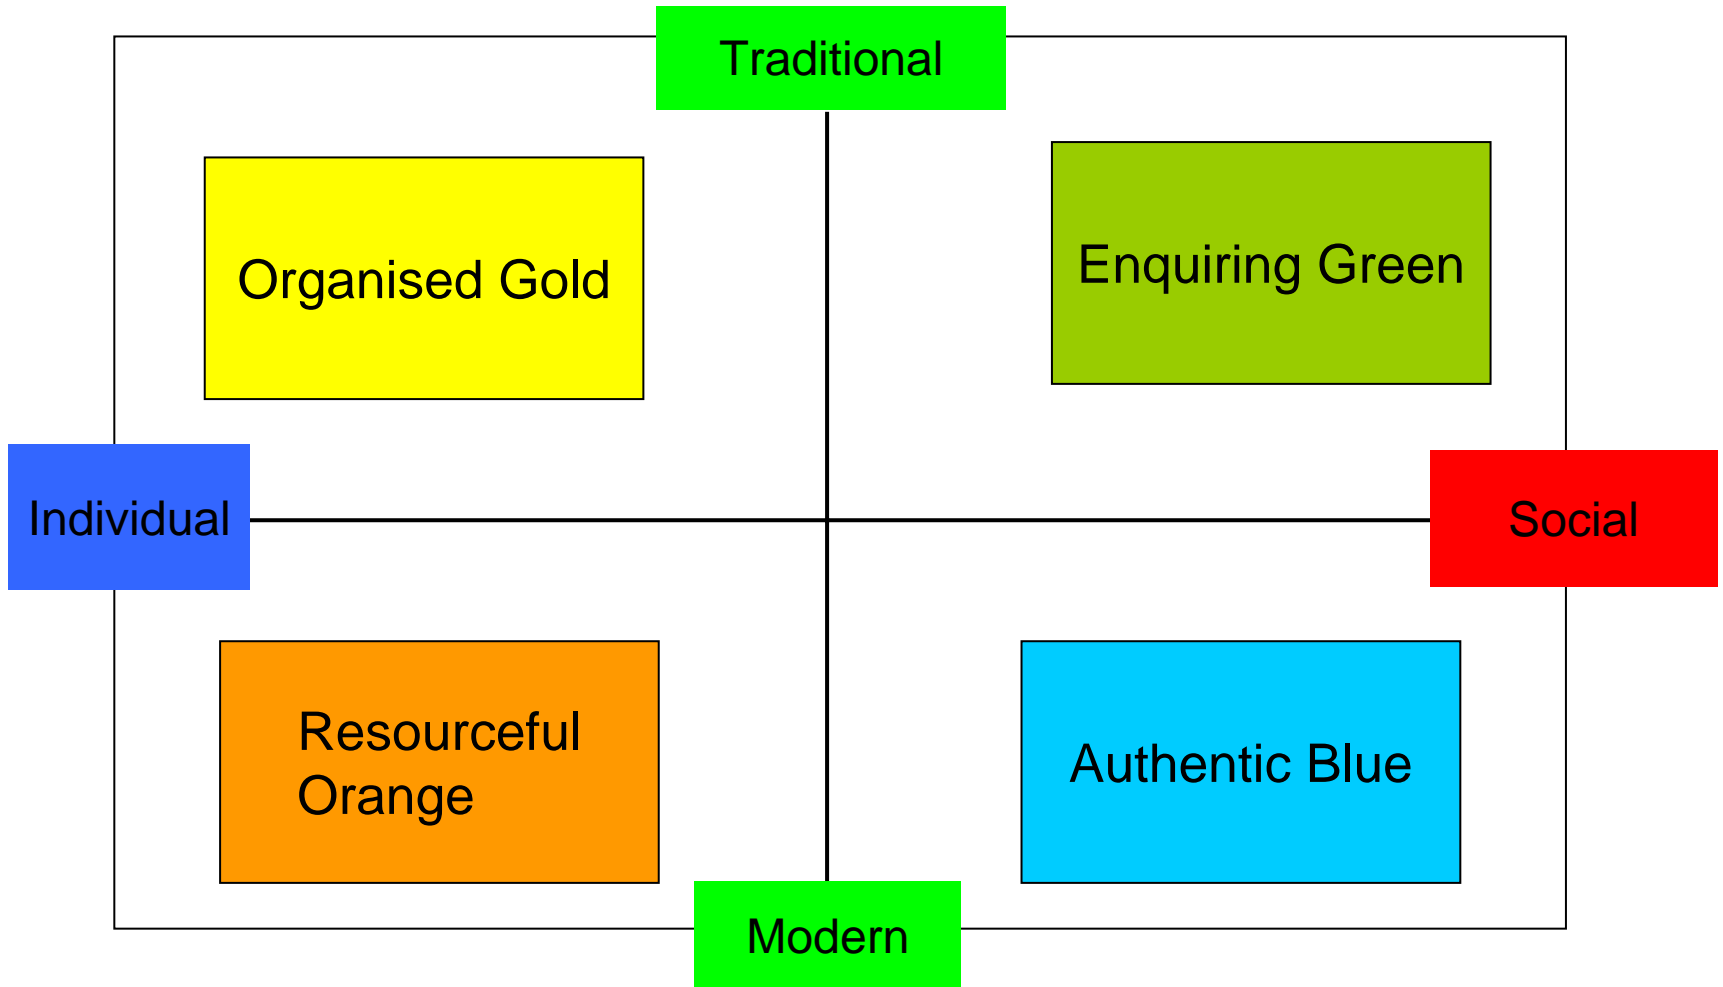 Traditional
Organised Gold
Enquiring Green
Individual
Social
Resourceful
Orange
Authentic Blue
Modern